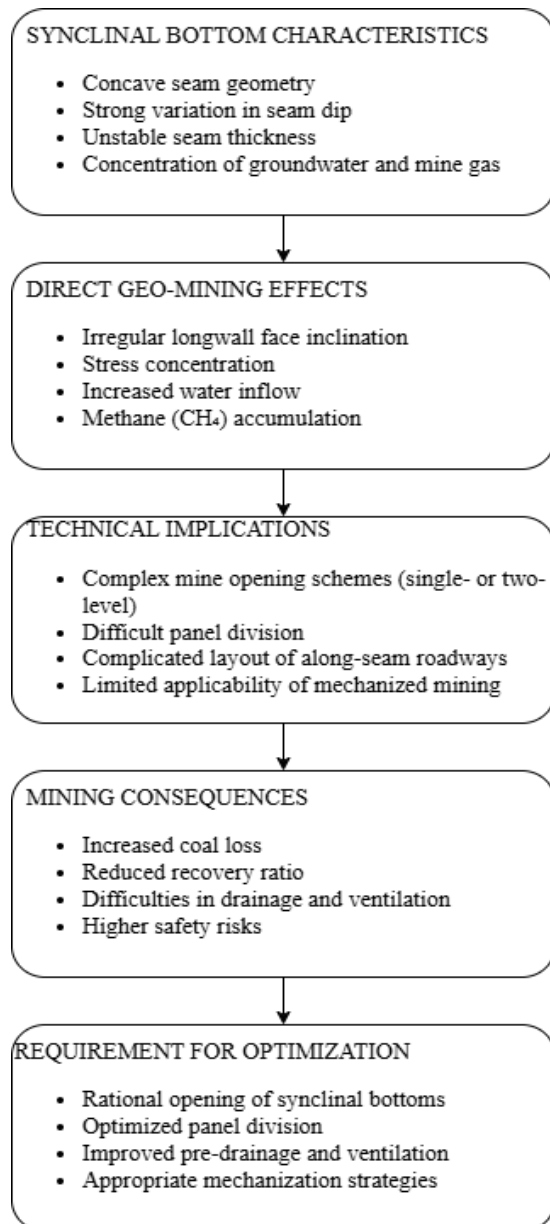 SYNCLINAL BOTTOM CHARACTERISTICS
• Concave seam geometry
• Strong variation in seam dip
• Unstable seam thickness
• Concentration of groundwater and mine gas
DIRECT GEO-MINING EFFECTS
• Irregular longwall face inclination
• Stress concentration
• Increased water inflow
• Methane (CH₄) accumulation
TECHNICAL IMPLICATIONS
• Complex mine opening schemes (single- or two-
level)
• Difficult panel division
• Complicated layout of along-seam roadways
• Limited applicability of mechanized mining
MINING CONSEQUENCES
• Increased coal loss
• Reduced recovery ratio
• Difficulties in drainage and ventilation
• Higher safety risks
REQUIREMENT FOR OPTIMIZATION
• Rational opening of synclinal bottoms
• Optimized panel division
• Improved pre-drainage and ventilation
• Appropriate mechanization strategies